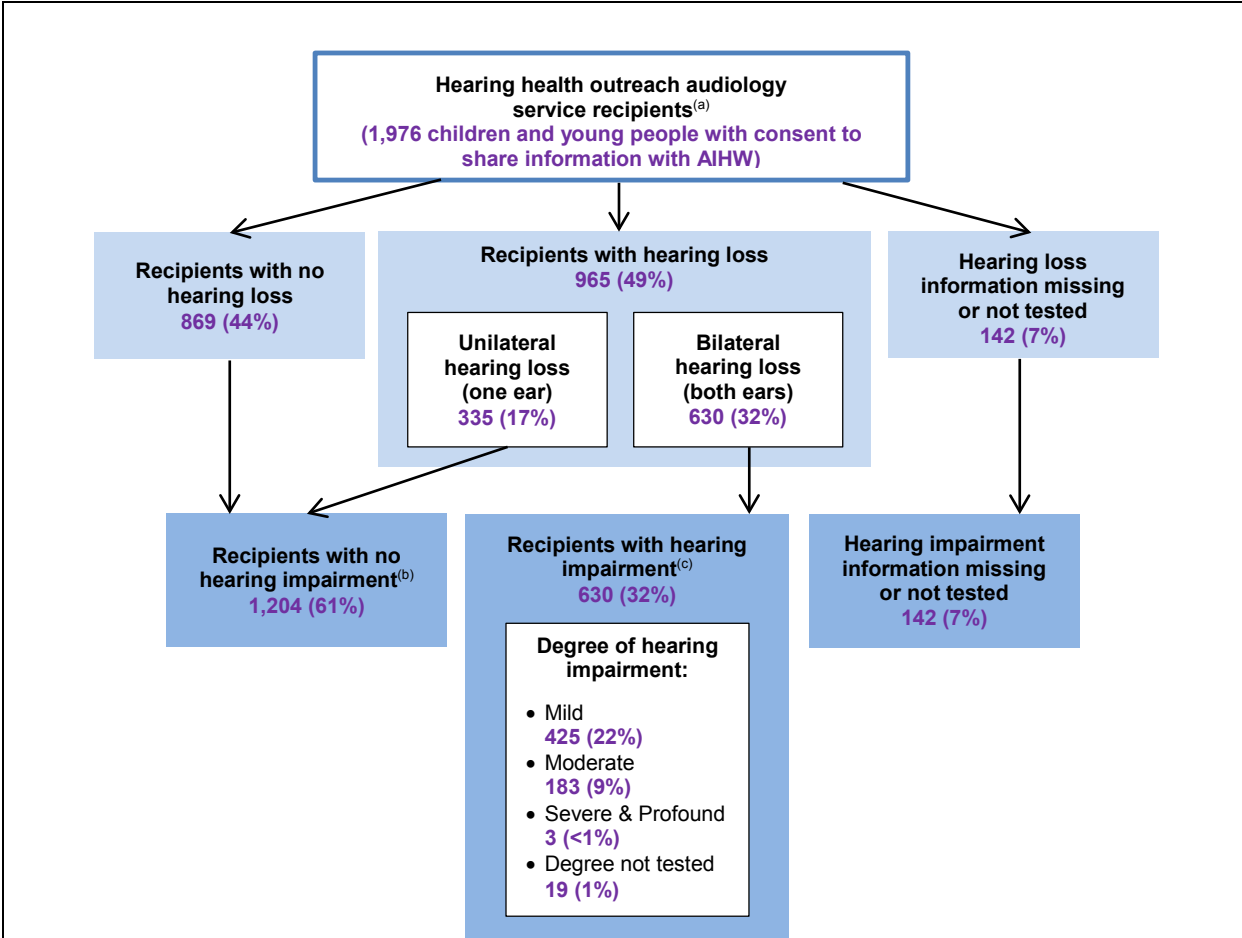 Hearing health outreach audiology
service recipients(a)
(1,976 children and young people with consent to
share information with AIHW)
Recipients with no
hearing loss
869 (44%)
Recipients with hearing loss
965 (49%)
Unilateral
hearing loss
(one ear)
335 (17%)
Bilateral
hearing loss
(both ears)
630 (32%)
Hearing loss
information missing
or not tested
142 (7%)
Recipients with no
hearing impairment(b)
1,204 (61%)
Recipients with hearing
impairment(c)
630 (32%)
Degree of hearing
impairment:
• Mild
425 (22%)
• Moderate
183 (9%)
• Severe & Profound
3 (<1%)
• Degree not tested
19 (1%)
Hearing impairment
information missing
or not tested
142 (7%)